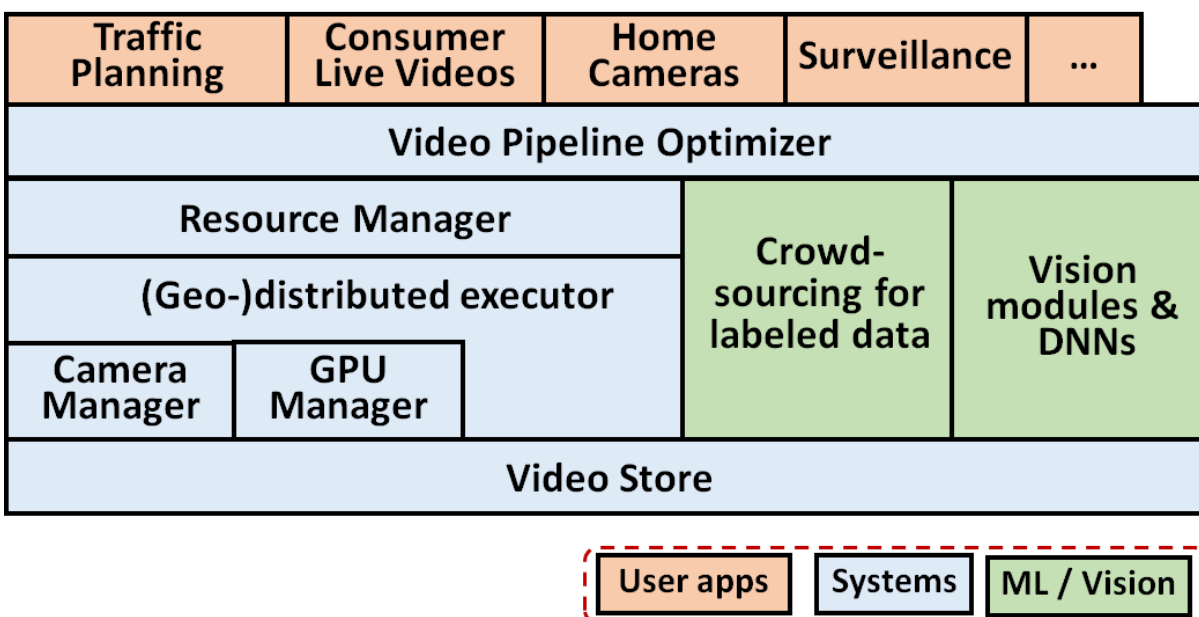 Traffic
Planning
Consumer
Live Videos
Home
Cameras
Surveillance
...
Video Pipeline Optimizer
Resource Manager
(Geo-)distributed executor
Camera
Manager
GPU
Manager
Crowd-
sourcing for
labeled data
Vision
modules &
DNNs
Video Store
User apps
Systems
ML / Vision